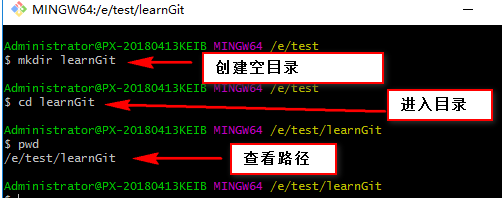 MINGW64:/e/test/learnGit
Administrator@PX-20180413KEIB MINGW64 /e/test
$ mkdir learnGit
创建空目录
Administrator@PX-20180413KEIB MINGW64 /e/test
$ cd learnGit
进入目录
Administrator@PX-20180413KEIB MINGW64 /e/test/learnGit
$ pwd
/e/test/learnGit
查看路径
Administrator@PX-20180413KEIB MINGW64 /e/test/learnGit
$